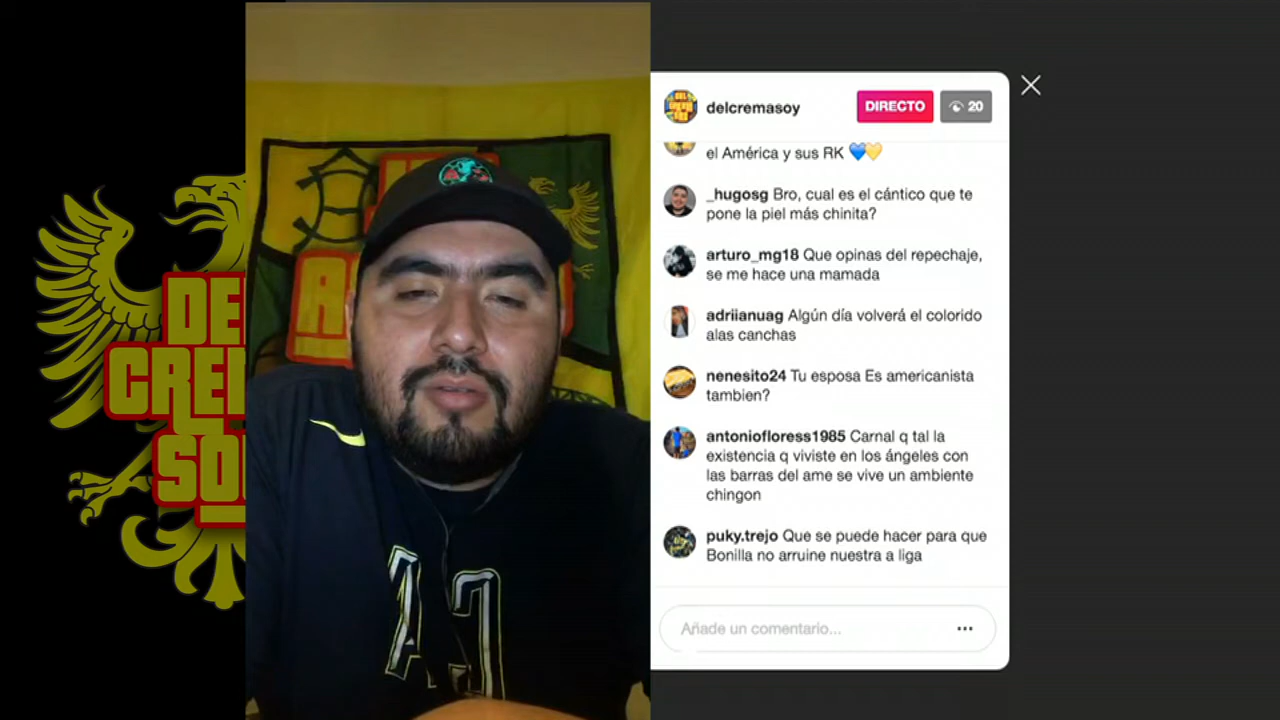 DEL
CREMA
SOY
delcremasoy
DIRECTO
20
el América y sus RK 💙💛
_hugosg Bro, cual es el cántico que te
pone la piel más chinita?
arturo_mg18 Que opinas del repechaje,
se me hace una mamada
adriianuag Algún día volverá el colorido
alas canchas
nenesito24 Tu esposa Es americanista
tambien?
antoniofloress1985 Carnal q tal la
existencia q viviste en los ángeles con
las barras del ame se vive un ambiente
chingon
puky.trejo Que se puede hacer para que
Bonilla no arruine nuestra a liga
Añade un comentario...